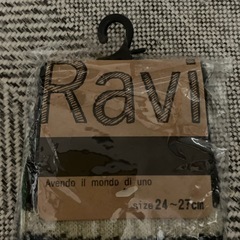 Ravi
Avendo il mondo di uno
size 24~27cm